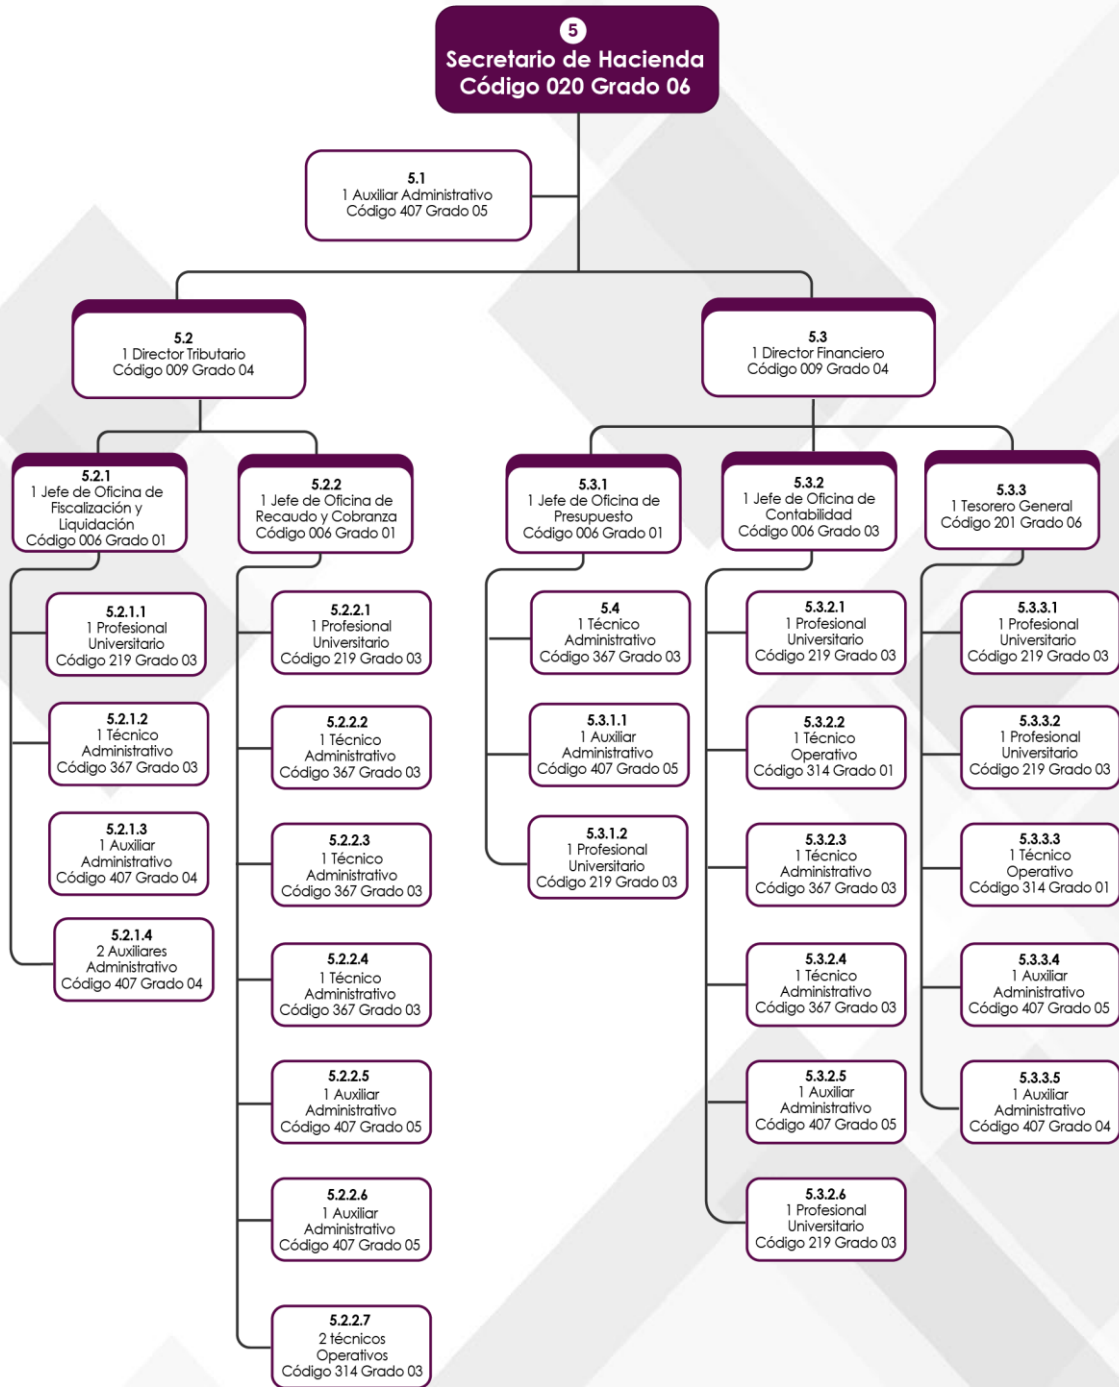 5
Secretario de Hacienda
Código 020 Grado 06
5.1
1 Auxiliar Administrativo
Código 407 Grado 05
5.2
1 Director Tributario
Código 009 Grado 04
5.3
1 Director Financiero
Código 009 Grado 04
5.2.1
1 Jefe de Oficina de
Fiscalización y
Liquidación
Código 006 Grado 01
5.2.2
1 Jefe de Oficina de
Recaudo y Cobranza
Código 006 Grado 01
5.3.1
1 Jefe de Oficina de
Presupuesto
Código 006 Grado 01
5.3.2
1 Jefe de Oficina de
Contabilidad
Código 006 Grado 03
5.3.3
1 Tesorero General
Código 201 Grado 06
5.2.1.1
1 Profesional
Universitario
Código 219 Grado 03
5.2.1.2
1 Técnico
Administrativo
Código 367 Grado 03
5.2.1.3
1 Auxiliar
Administrativo
Código 407 Grado 04
5.2.1.4
2 Auxiliares
Administrativo
Código 407 Grado 04
5.2.2.1
1 Profesional
Universitario
Código 219 Grado 03
5.2.2.2
1 Técnico
Administrativo
Código 367 Grado 03
5.2.2.3
1 Técnico
Administrativo
Código 367 Grado 03
5.2.2.4
1 Técnico
Administrativo
Código 367 Grado 03
5.2.2.5
1 Auxiliar
Administrativo
Código 407 Grado 05
5.2.2.6
1 Auxiliar
Administrativo
Código 407 Grado 05
5.2.2.7
2 técnicos
Operativos
Código 314 Grado 03
5.4
1 Técnico
Administrativo
Código 367 Grado 03
5.3.1.1
1 Auxiliar
Administrativo
Código 407 Grado 05
5.3.1.2
1 Profesional
Universitario
Código 219 Grado 03
5.3.2.1
1 Profesional
Universitario
Código 219 Grado 03
5.3.2.2
1 Técnico
Operativo
Código 314 Grado 01
5.3.2.3
1 Técnico
Administrativo
Código 367 Grado 03
5.3.2.4
1 Técnico
Administrativo
Código 367 Grado 03
5.3.2.5
1 Auxiliar
Administrativo
Código 407 Grado 05
5.3.2.6
1 Profesional
Universitario
Código 219 Grado 03
5.3.3.1
1 Profesional
Universitario
Código 219 Grado 03
5.3.3.2
1 Profesional
Universitario
Código 219 Grado 03
5.3.3.3
1 Técnico
Operativo
Código 314 Grado 01
5.3.3.4
1 Auxiliar
Administrativo
Código 407 Grado 05
5.3.3.5
1 Auxiliar
Administrativo
Código 407 Grado 04